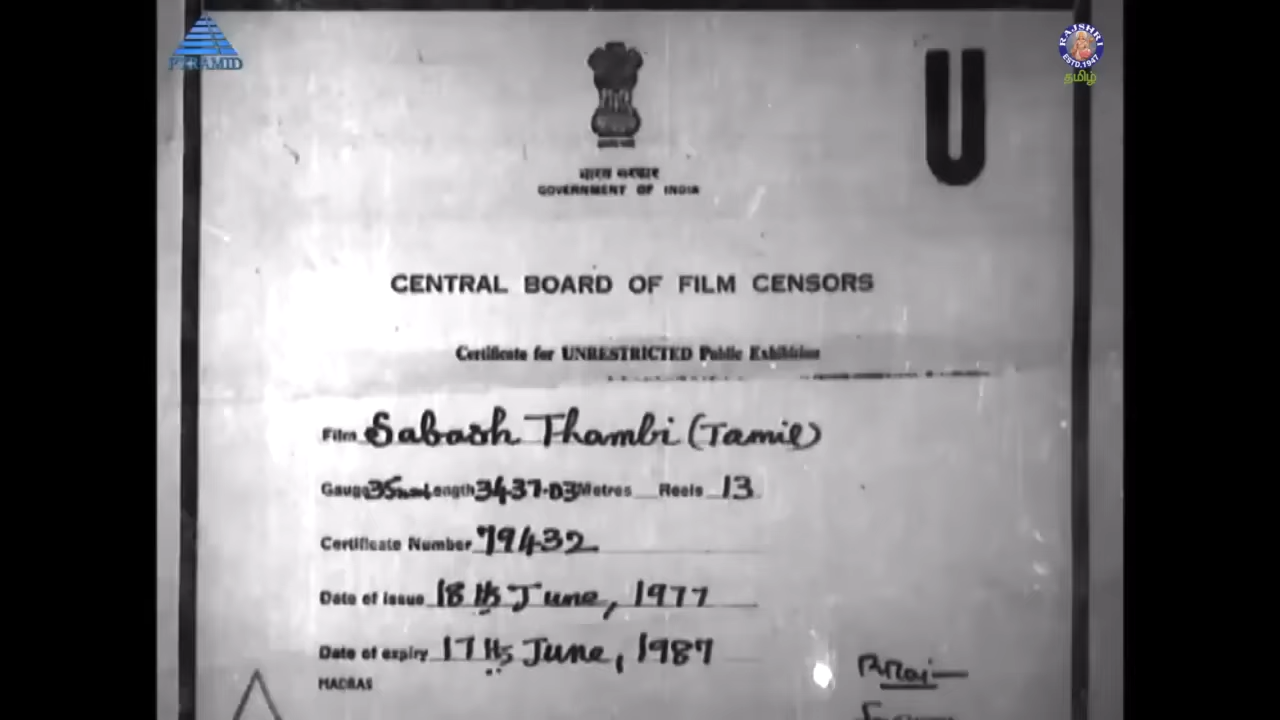 PYRAMID
RAJSHRI
ESTD.1947
தமிழ்
U
भारत सरकार
GOVERNMENT OF INDIA
CENTRAL BOARD OF FILM CENSORS
Certificate for UNRESTRICTED Public Exhibition
Film Sabash Thambi (Tamil)
Gauge 35mm Length 3437.03 Metres Reels 13
Certificate Number 79432
Date of issue 18th June, 1977
Date of expiry 17th June, 1987
MADRAS